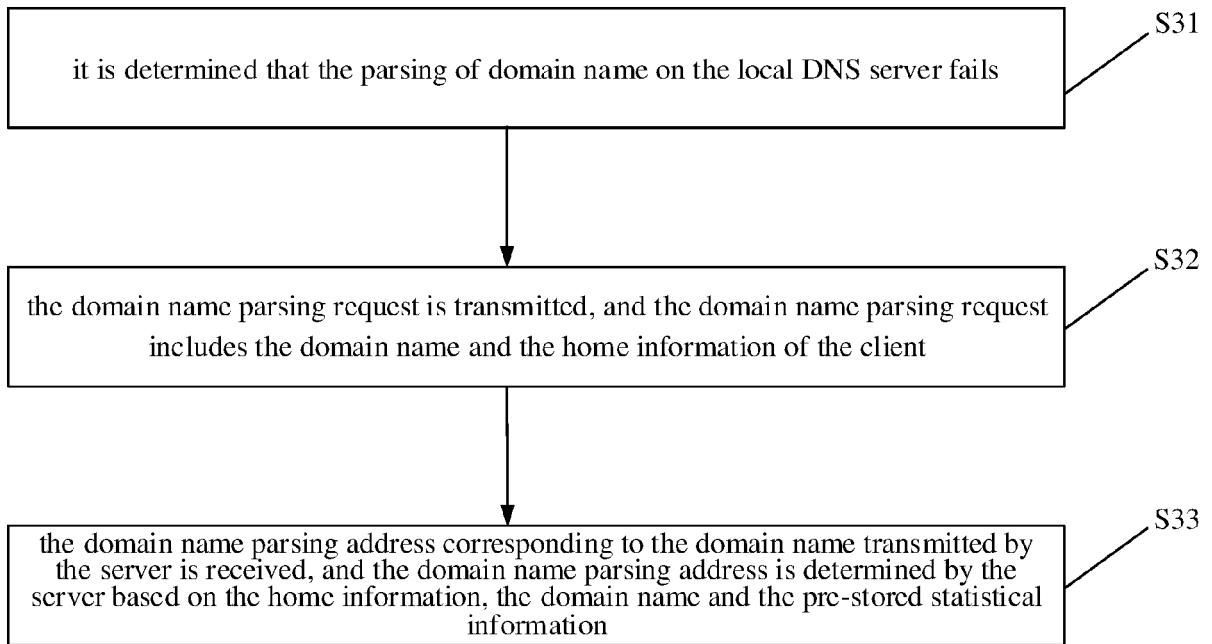 S31
it is determined that the parsing of domain name on the local DNS server fails
S32
the domain name parsing request is transmitted, and the domain name parsing request
includes the domain name and the home information of the client
S33
the domain name parsing address corresponding to the domain name transmitted by
the server is received, and the domain name parsing address is determined by the
server based on the home information, the domain name and the pre-stored statistical
information